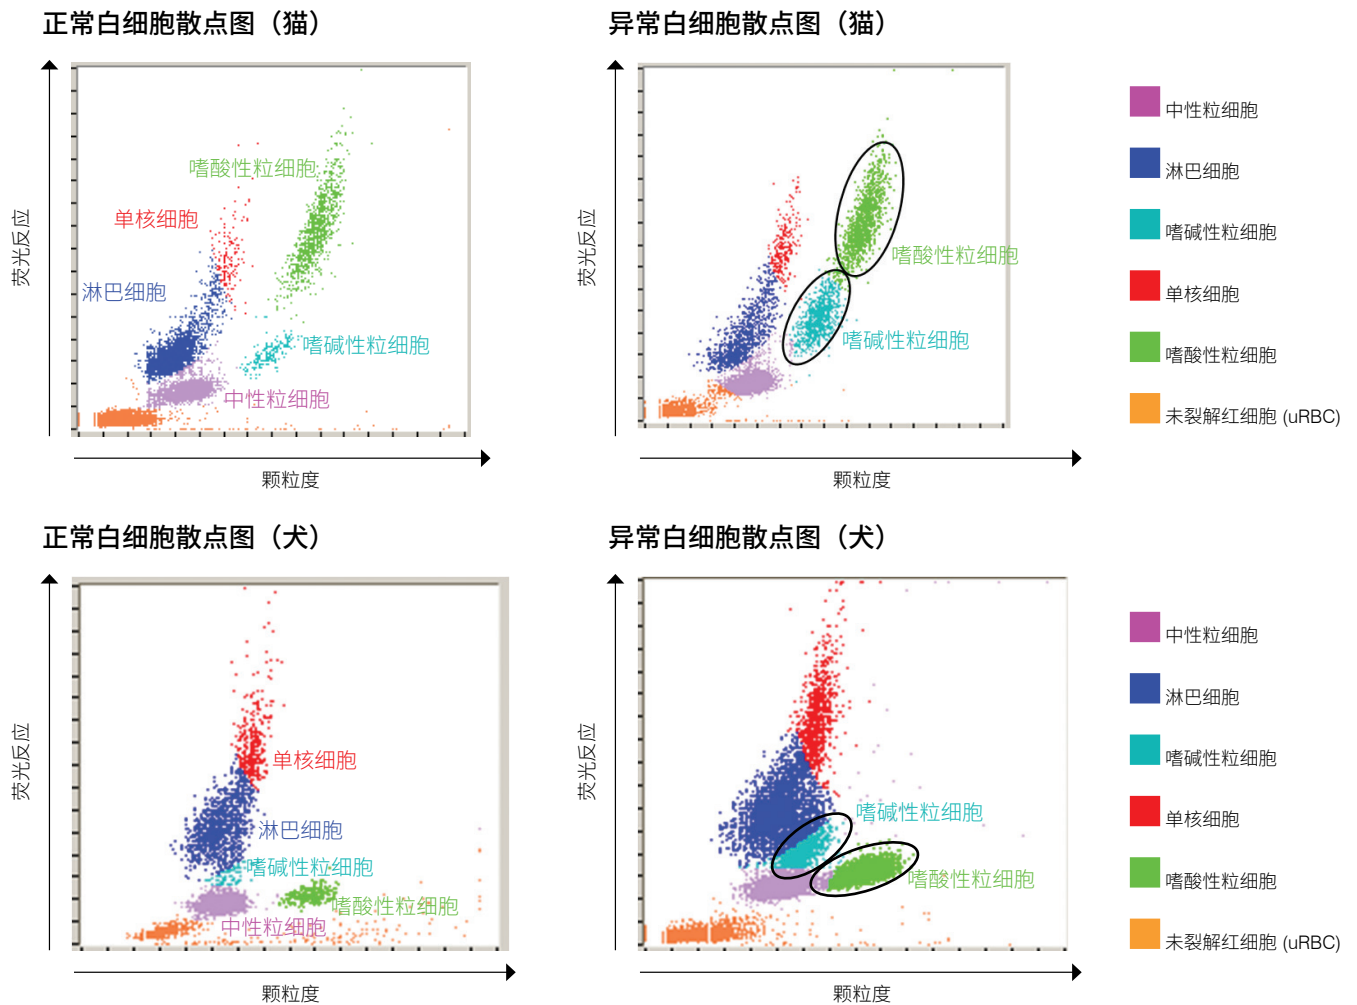 正常白细胞散点图（猫）
异常白细胞散点图（猫）
荧光反应
嗜酸性粒细胞
单核细胞
淋巴细胞
嗜碱性粒细胞
中性粒细胞
颗粒度
荧光反应
嗜酸性粒细胞
嗜碱性粒细胞
颗粒度
中性粒细胞
淋巴细胞
嗜碱性粒细胞
单核细胞
嗜酸性粒细胞
未裂解红细胞 (uRBC)
正常白细胞散点图（犬）
异常白细胞散点图（犬）
荧光反应
单核细胞
淋巴细胞
嗜碱性粒细胞
嗜酸性粒细胞
中性粒细胞
颗粒度
荧光反应
嗜碱性粒细胞
嗜酸性粒细胞
颗粒度
中性粒细胞
淋巴细胞
嗜碱性粒细胞
单核细胞
嗜酸性粒细胞
未裂解红细胞 (uRBC)